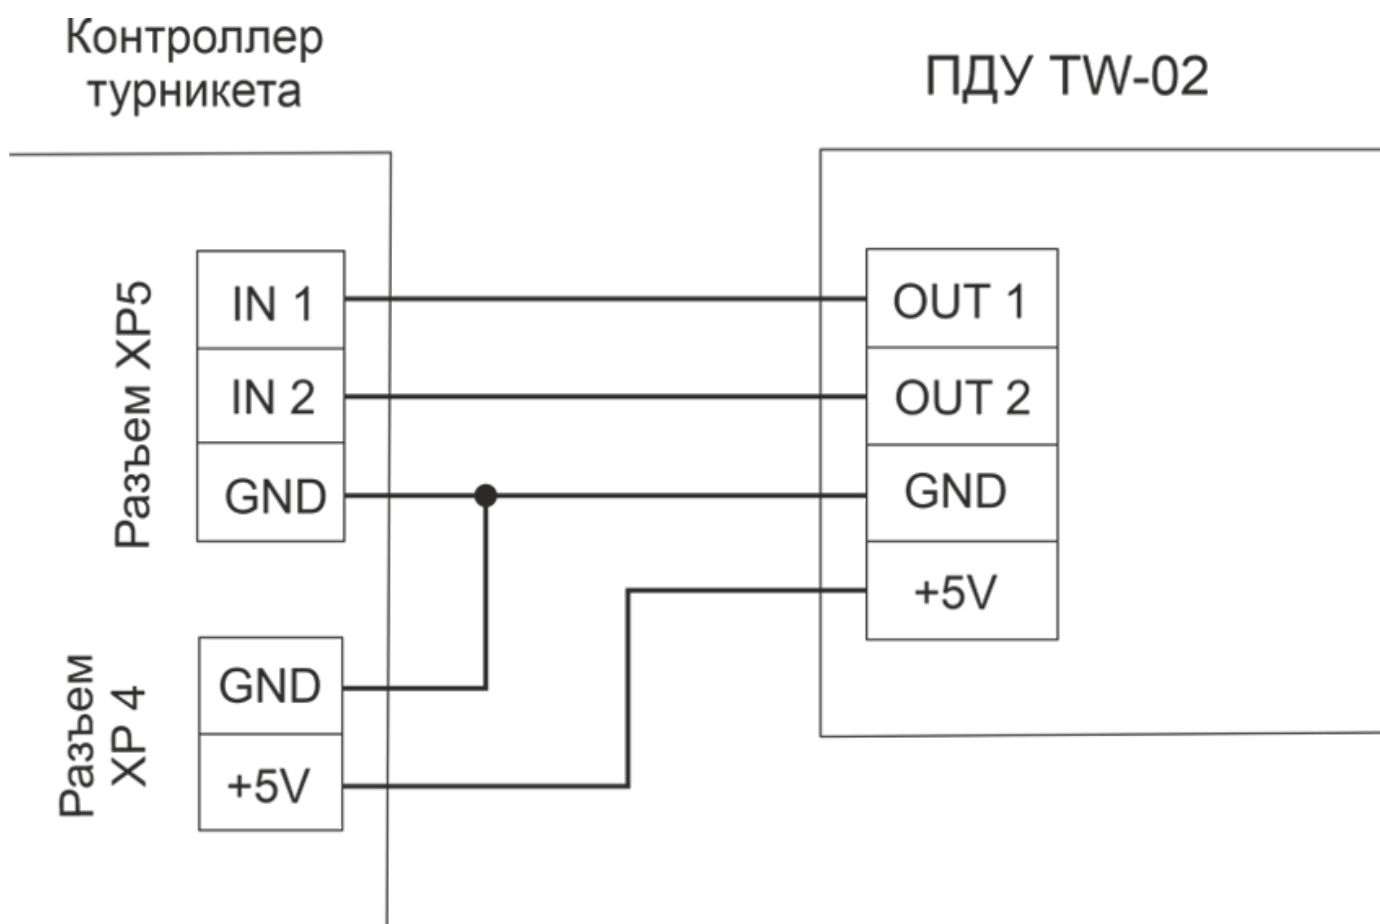 Контроллер
турникета
ПДУ TW-02
Разъем XP5
IN 1
IN 2
GND
Разъем
XP 4
GND
+5V
OUT 1
OUT 2
GND
+5V